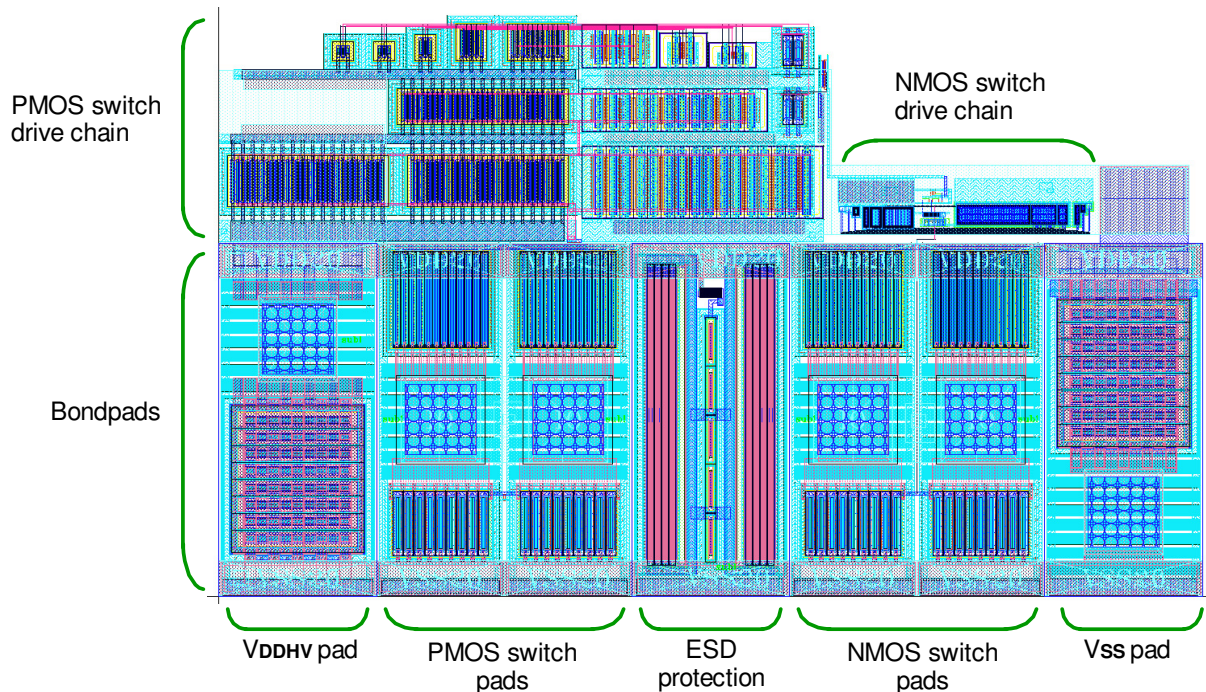 PMOS switch
drive chain
NMOS switch
drive chain
Bondpads
VDDHV pad
PMOS switch
pads
ESD
protection
NMOS switch
pads
Vss pad